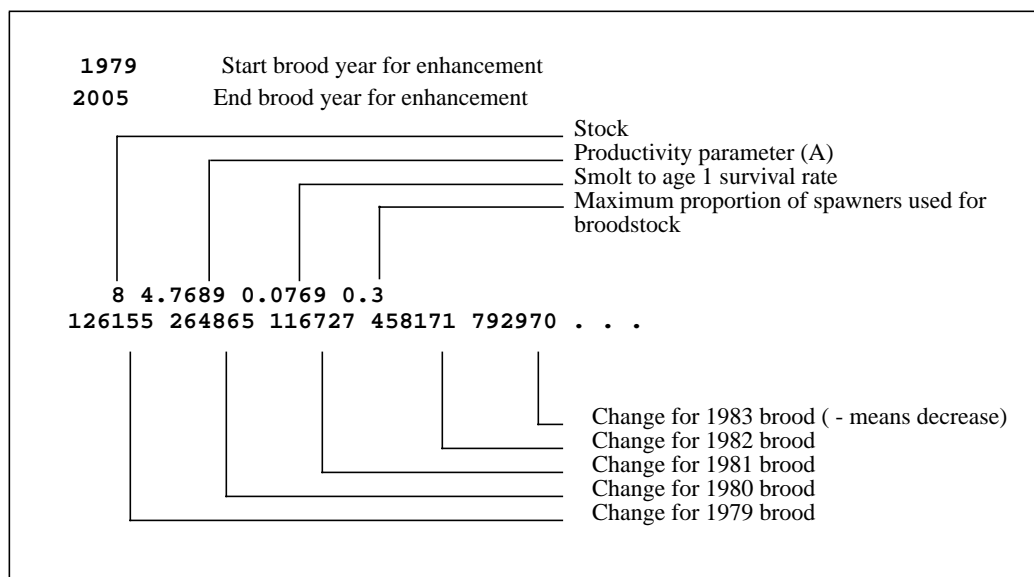 1979 Start brood year for enhancement
2005 End brood year for enhancement
Stock
Productivity parameter (A)
Smolt to age 1 survival rate
Maximum proportion of spawners used for
broodstock
8 4.7689 0.0769 0.3
126155 264865 116727 458171 792970 . . .
Change for 1983 brood ( - means decrease)
Change for 1982 brood
Change for 1981 brood
Change for 1980 brood
Change for 1979 brood